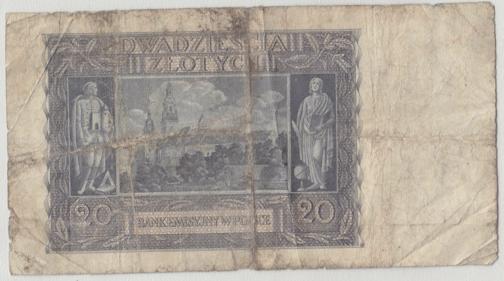 DWADZIEŚCIA
ZŁOTYCH
20
BANK EMISYJNY W POLSCE
20